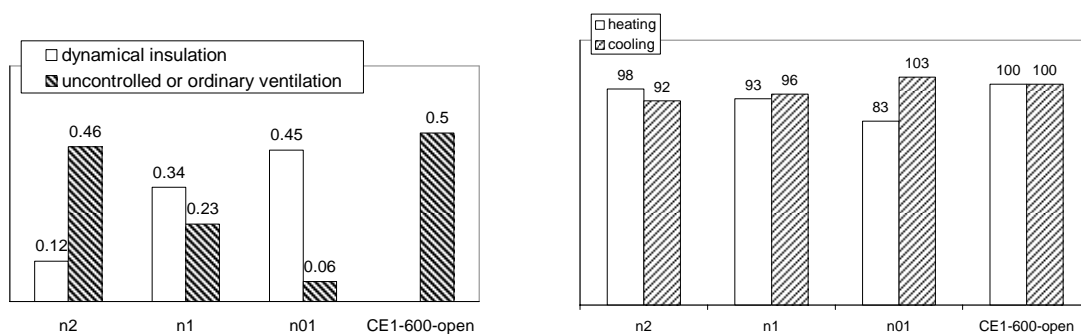 dynamical insulation
uncontrolled or ordinary ventilation
0.12
0.46
0.34
0.23
0.45
0.06
0.5
n2 n1 n01 CE1-600-open
heating
cooling
98
92
93
96
83
103
100
100
n2 n1 n01 CE1-600-open